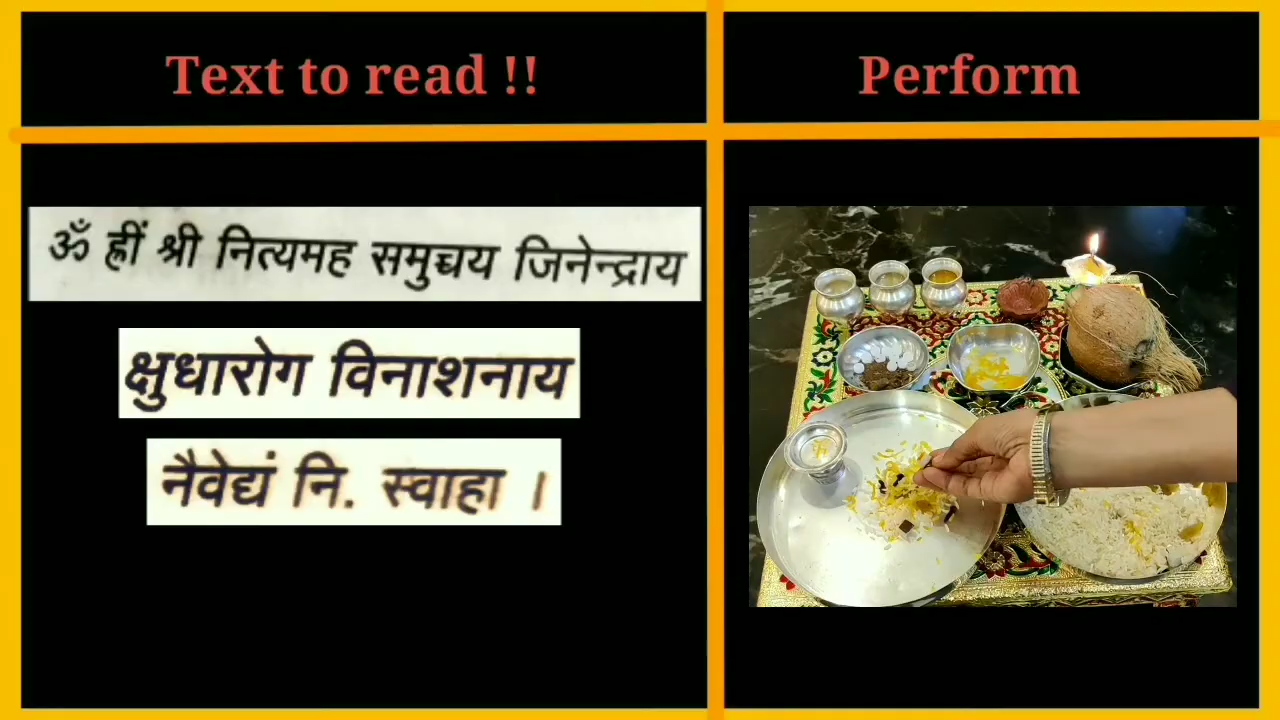 Text to read !!
Perform
ॐ ह्रीं श्री नित्यमह समुच्चय जिनेन्द्राय
क्षुधारोग विनाशनाय
नैवेद्यं नि. स्वाहा ।